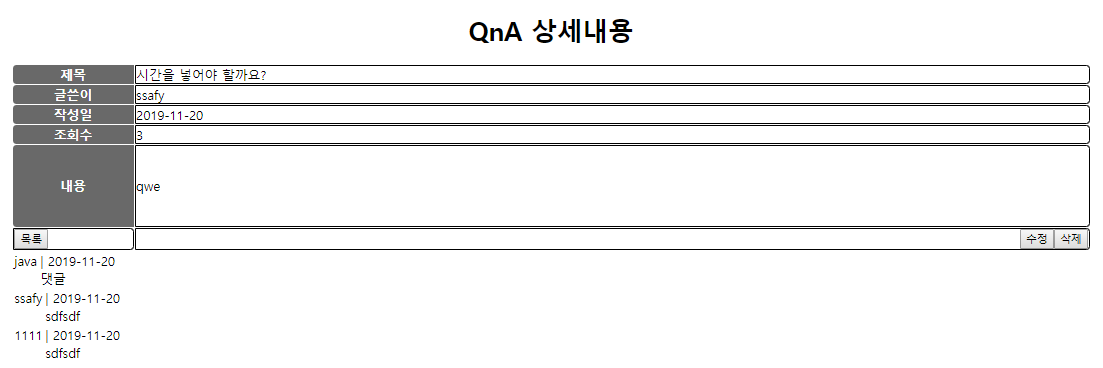 QnA 상세내용
제목 시간을 넣어야 할까요?
글쓴이 ssafy
작성일 2019-11-20
조회수 3
내용 qwe
목록 수정 삭제
java | 2019-11-20
댓글
ssafy | 2019-11-20
sdfsdf
1111 | 2019-11-20
sdfsdf